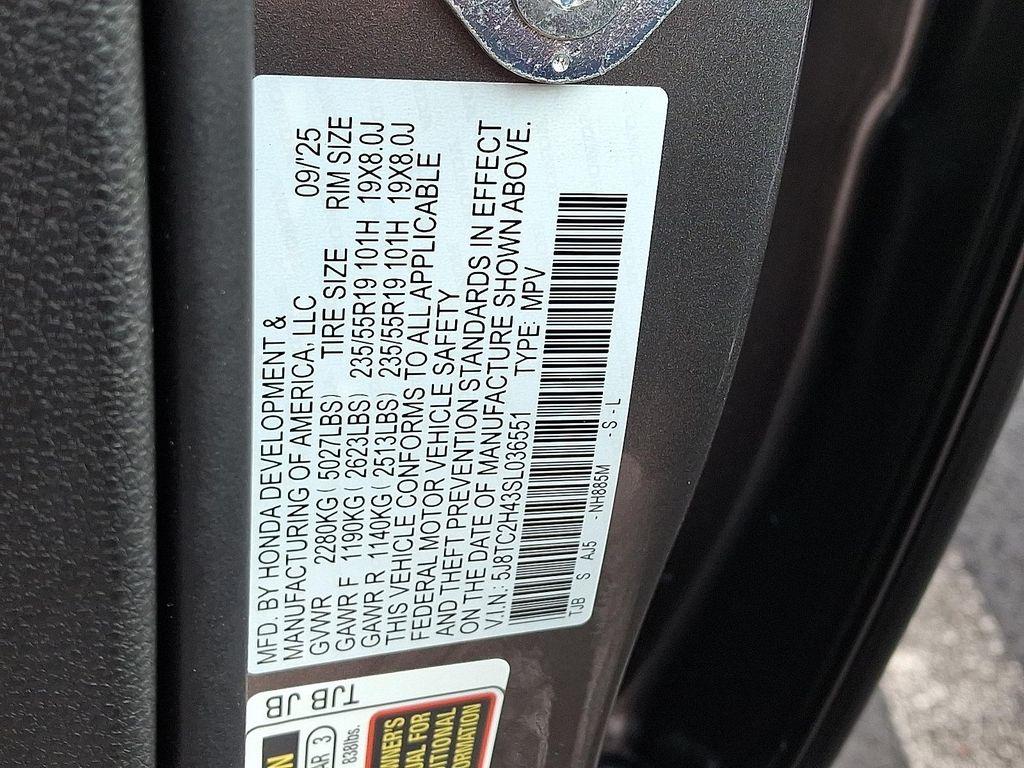 MFD. BY HONDA DEVELOPMENT &
MANUFACTURING OF AMERICA, LLC 09/'25
GVWR 2280KG ( 5027LBS) TIRE SIZE RIM SIZE
GAWR F 1190KG ( 2623LBS) 235/55R19 101H 19X8.0J
GAWR R 1140KG ( 2513LBS) 235/55R19 101H 19X8.0J
THIS VEHICLE CONFORMS TO ALL APPLICABLE
FEDERAL MOTOR VEHICLE SAFETY
AND THEFT PREVENTION STANDARDS IN EFFECT
ON THE DATE OF MANUFACTURE SHOWN ABOVE.
V.I.N.: 5J8TC2H43SL036551 TYPE: MPV
TJB S AJ5 -NH885M -S-L
TJB JB
AR 3
838lbs.